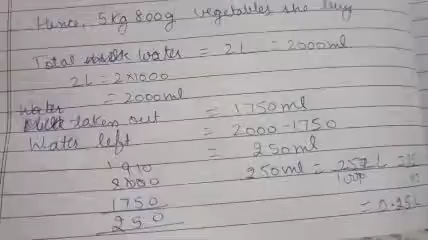 Hence, 5kg 800g vegetables she buy
Total water = 2L = 2000ml
2L = 2×1000
= 2000ml
Water
taken out = 1750ml
Water left = 2000-1750
= 250ml
1910
2000
1750
250
250ml = L
1000
= 0.25L